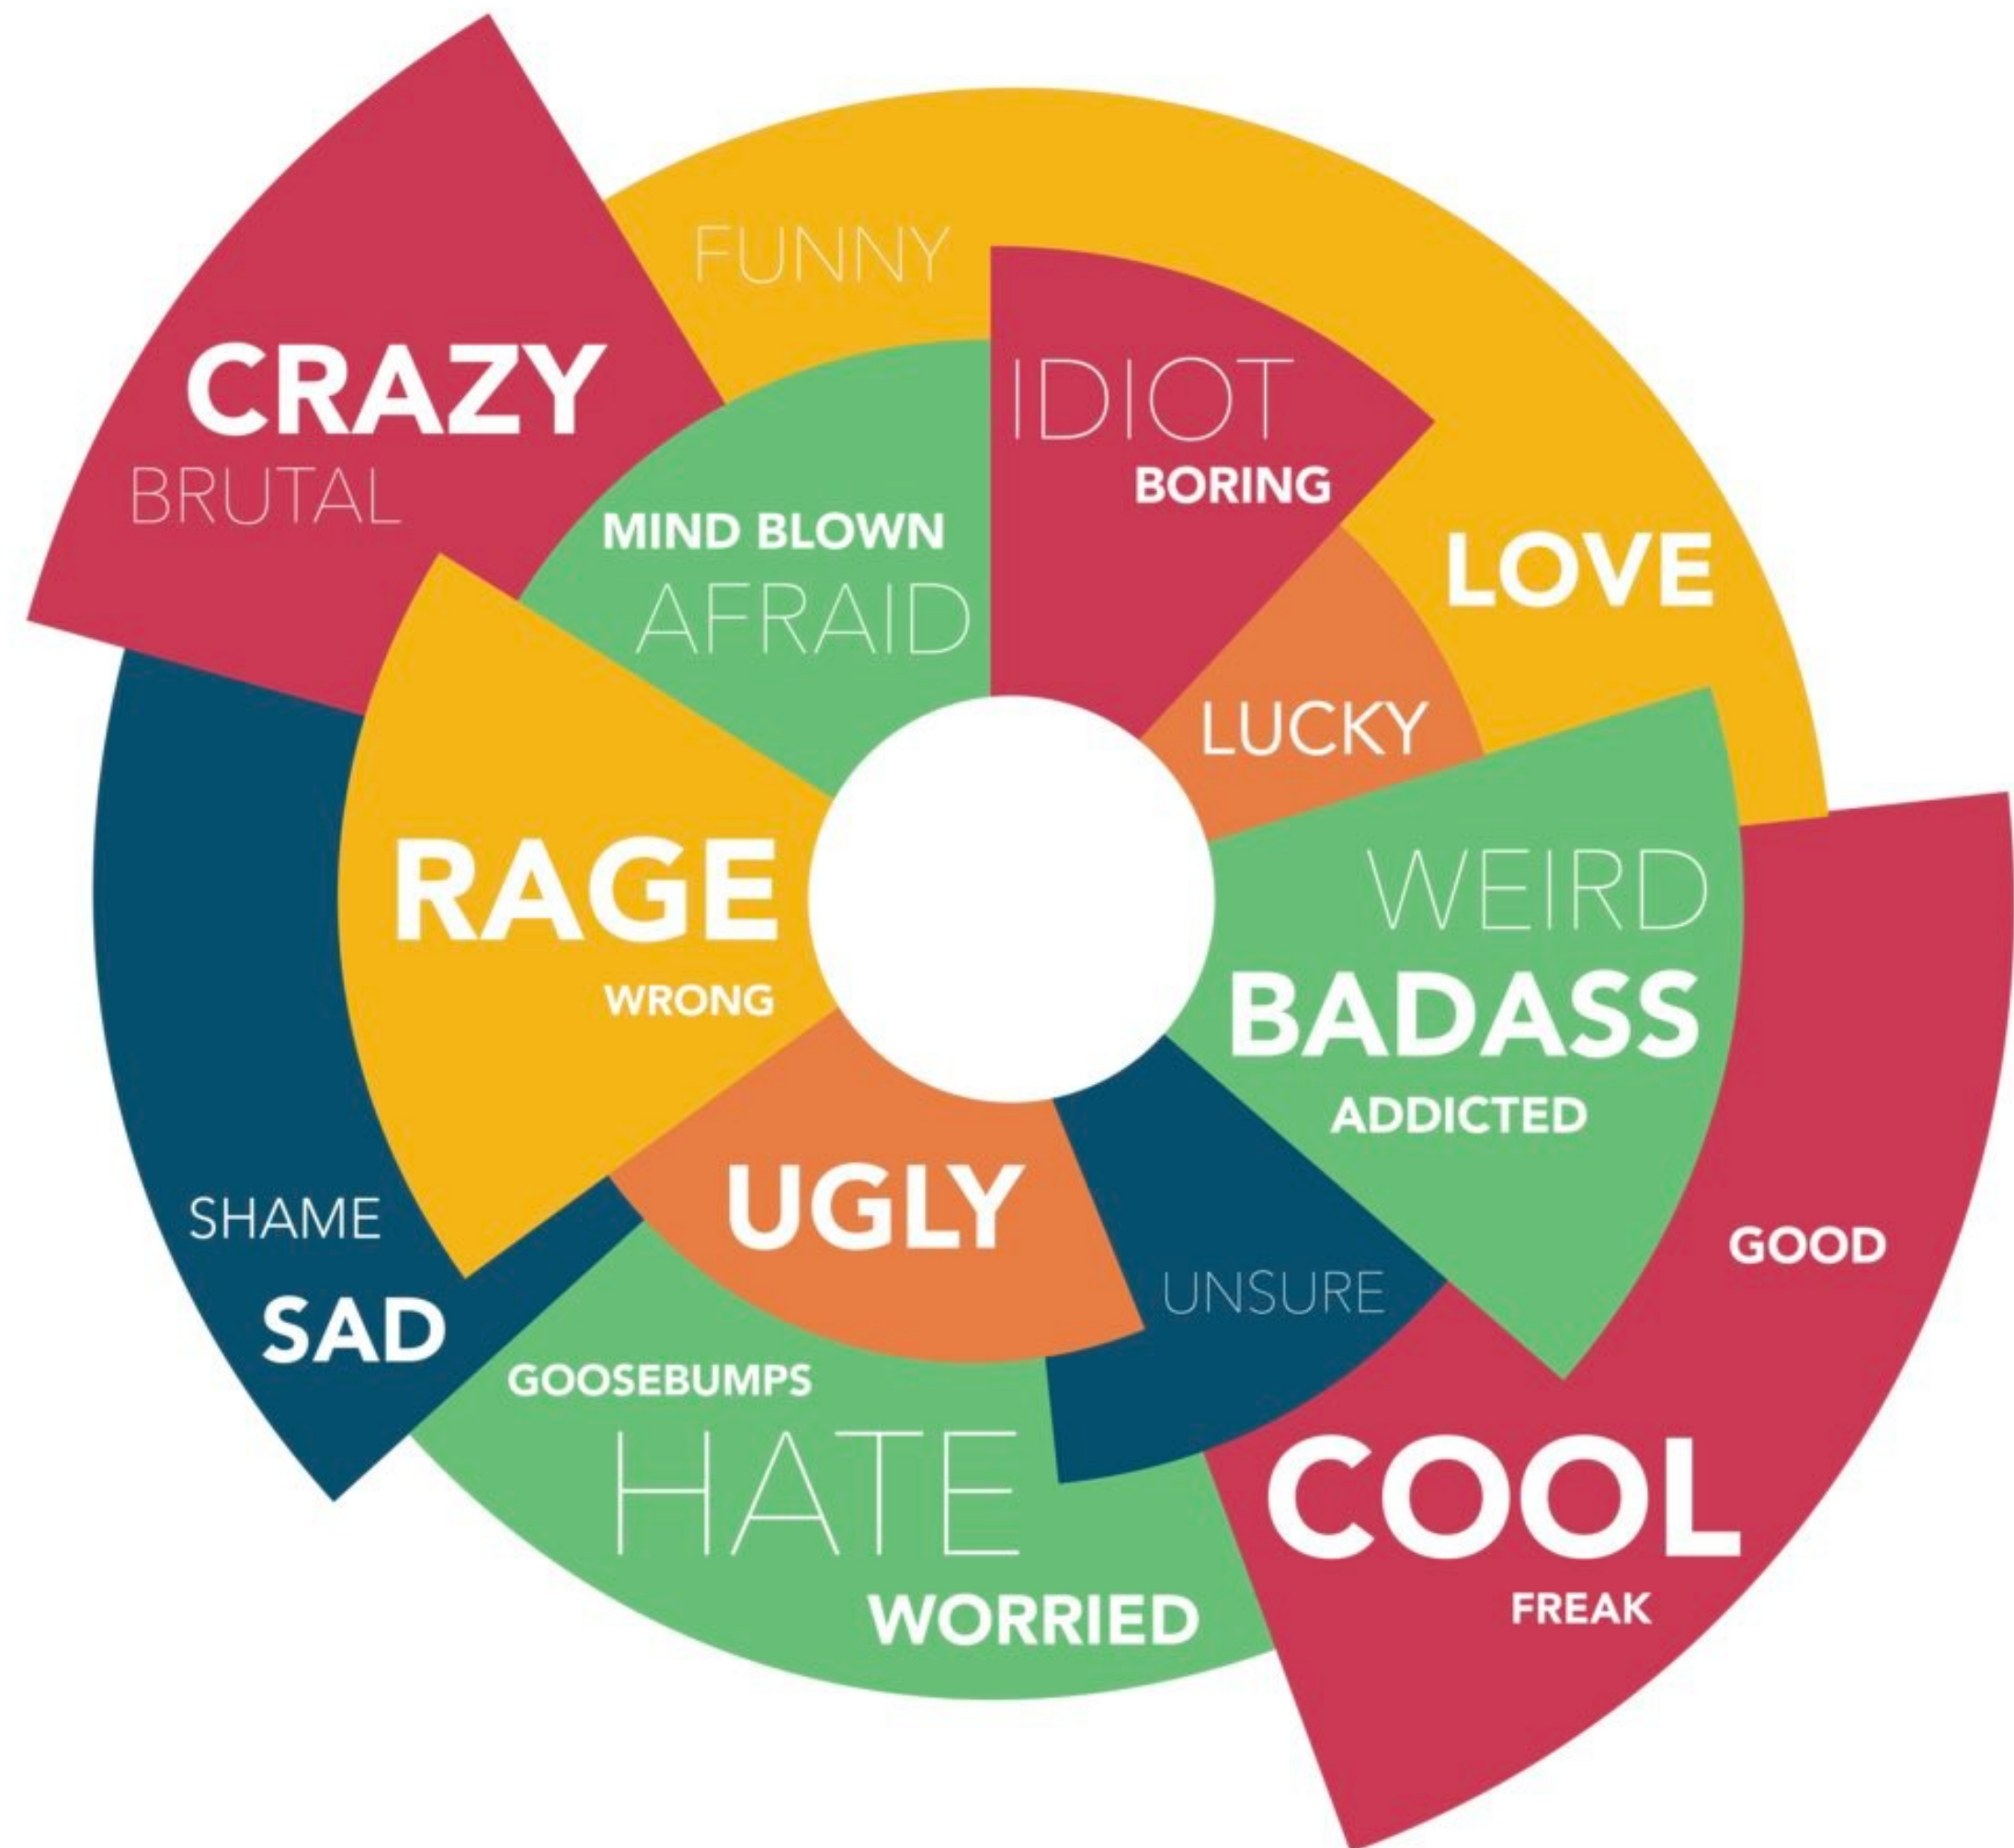 FUNNY
IDIOT
CRAZY
BRUTAL
BORING
MIND BLOWN
AFRAID
LOVE
LUCKY
RAGE
WRONG
WEIRD
BADASS
ADDICTED
UGLY
UNSURE
SHAME
SAD
GOOD
GOOSEBUMPS
HATE
WORRIED
COOL
FREAK